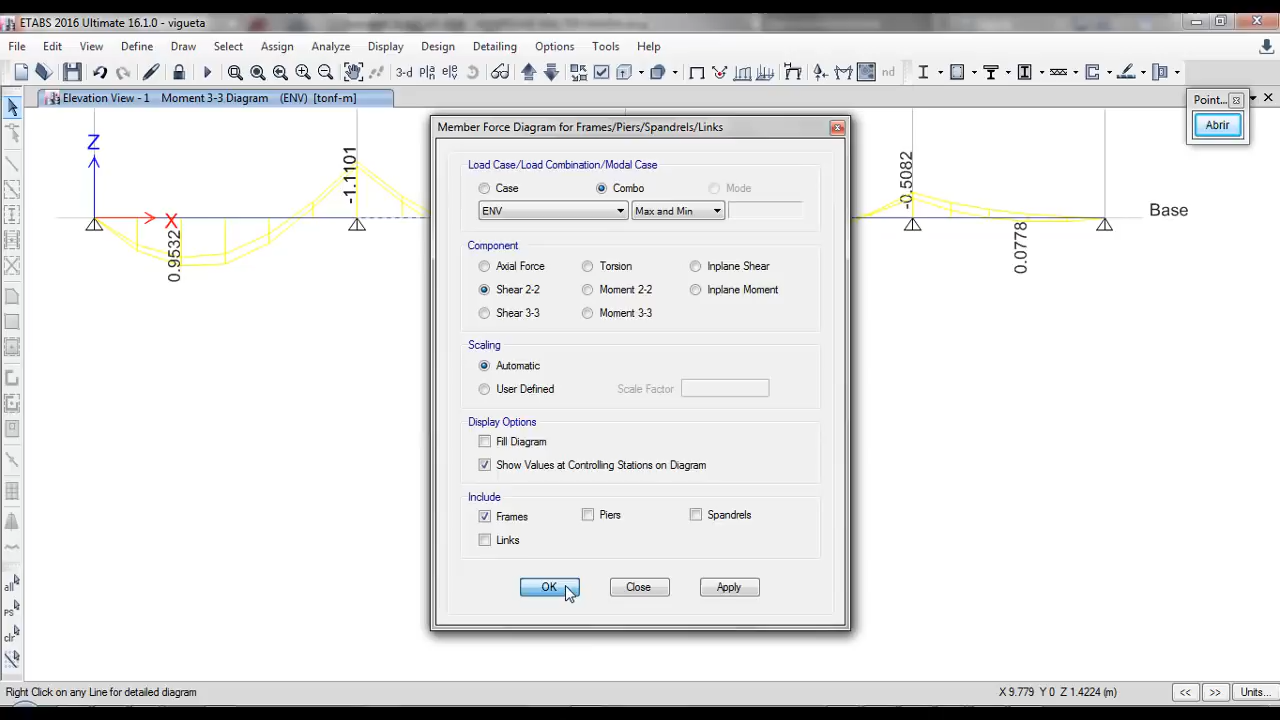 ETABS 2016 Ultimate 16.1.0 - vigueta
File Edit View Define Draw Select Assign Analyze Display Design Detailing Options Tools Help
3-d nd
Elevation View - 1 Moment 3-3 Diagram (ENV) [tonf-m]
Point...
Abrir
Member Force Diagram for Frames/Piers/Spandrels/Links
Load Case/Load Combination/Modal Case
Case Combo Mode
ENV Max and Min
Component
Axial Force Torsion Inplane Shear
Shear 2-2 Moment 2-2 Inplane Moment
Shear 3-3 Moment 3-3
Scaling
Automatic
User Defined Scale Factor
Display Options
Fill Diagram
Show Values at Controlling Stations on Diagram
Include
Frames Piers Spandrels
Links
OK Close Apply
Z
X
0.9532
-1.1101
-0.5082
0.0778
Base
all
PS
clr
Right Click on any Line for detailed diagram
X 9.779 Y 0 Z 1.4224 (m)
<< >> Units...